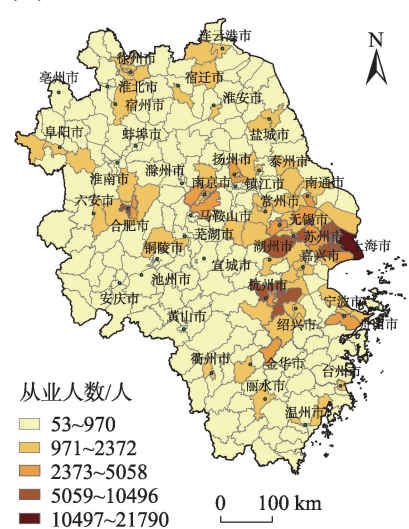 连云港市
N
徐州市
亳州市
淮北市
宿迁市
宿州市
淮安市
阜阳市
蚌埠市
盐城市
滁州市
扬州市
泰州市
淮南市
南京市
镇江市
南通市
六安市
常州市
合肥市
马鞍山市
无锡市
芜湖市
苏州市
上海市
铜陵市
湖州市
宣城市
嘉兴市
池州市
杭州市
安庆市
宁波市
黄山市
绍兴市
舟山市
衢州市
金华市
台州市
丽水市
温州市
从业人数/人
53~970
971~2372
2373~5058
5059~10496
10497~21790
0 100 km